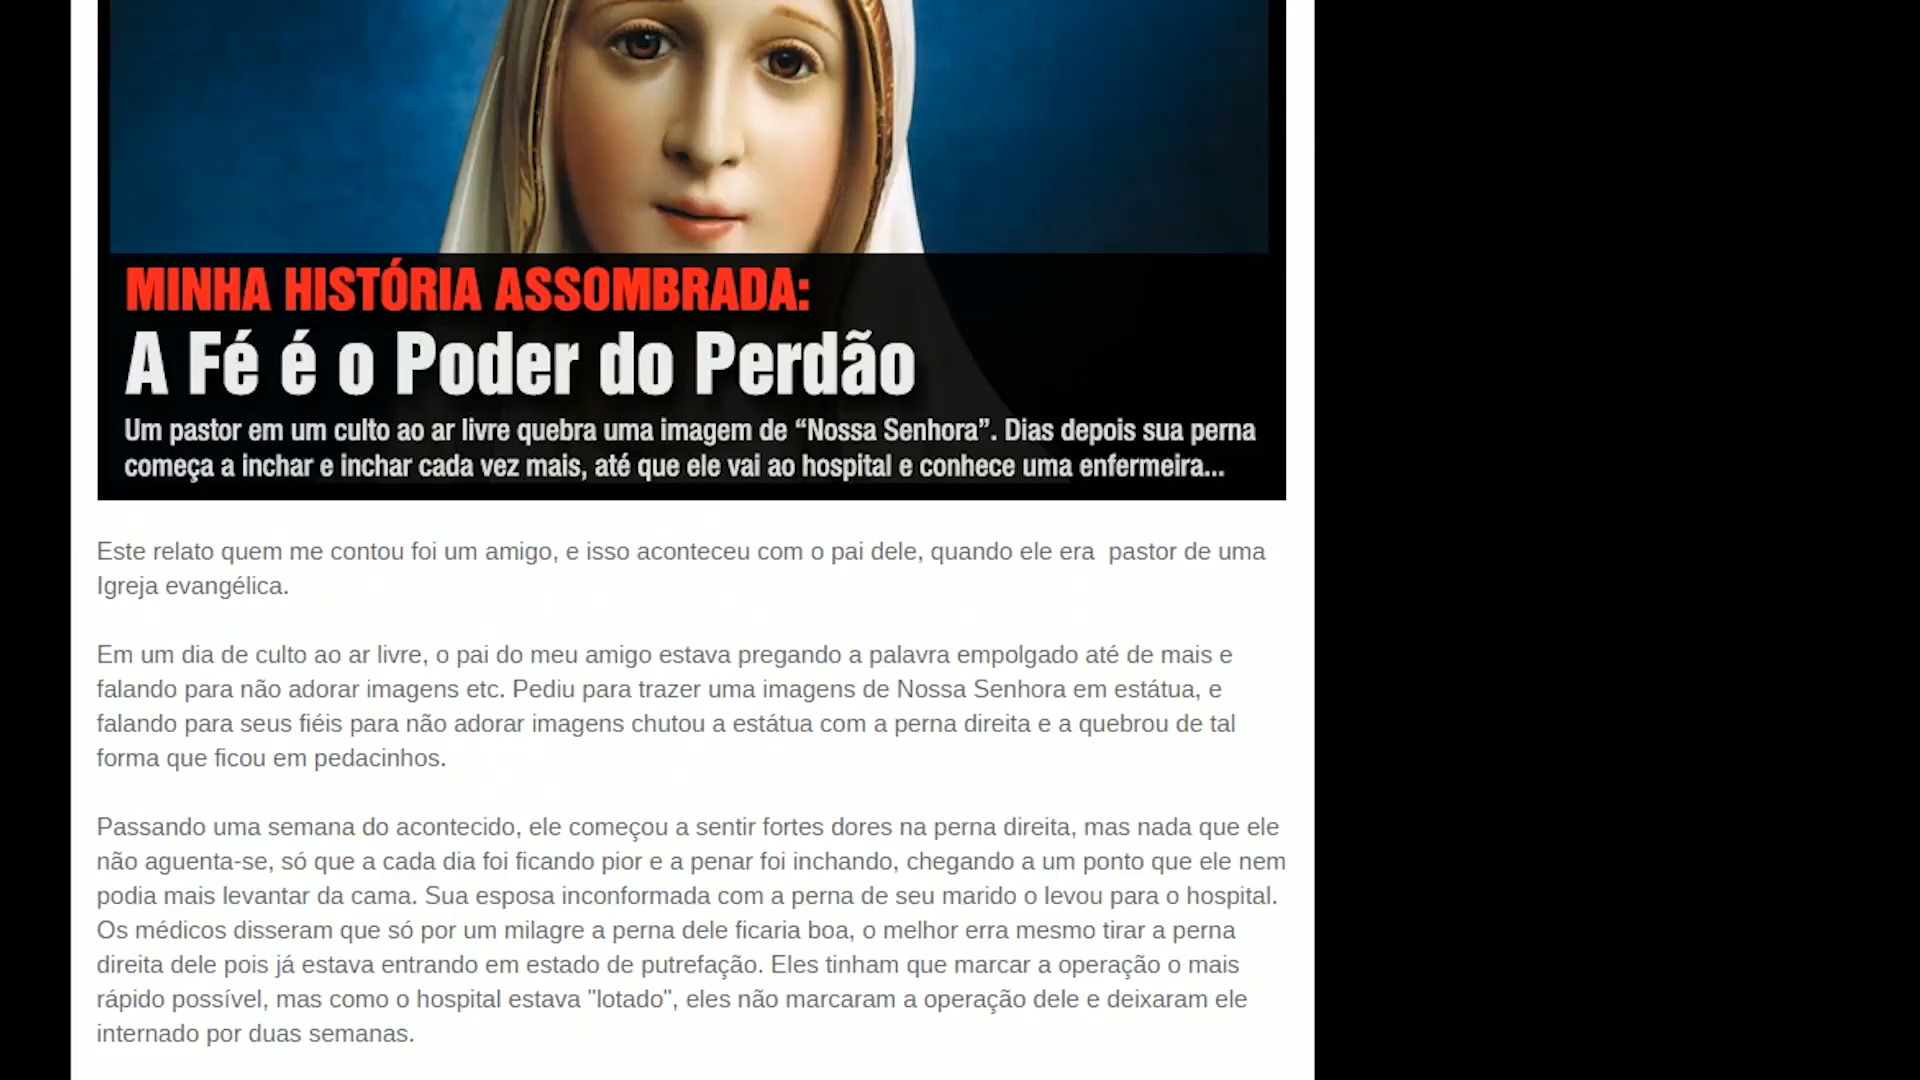 MINHA HISTÓRIA ASSOMBRADA:
A Fé é o Poder do Perdão
Um pastor em um culto ao ar livre quebra uma imagem de “Nossa Senhora”. Dias depois sua perna
começa a inchar e inchar cada vez mais, até que ele vai ao hospital e conhece uma enfermeira...
Este relato quem me contou foi um amigo, e isso aconteceu com o pai dele, quando ele era  pastor de uma
Igreja evangélica.
Em um dia de culto ao ar livre, o pai do meu amigo estava pregando a palavra empolgado até de mais e
falando para não adorar imagens etc. Pediu para trazer uma imagens de Nossa Senhora em estátua, e
falando para seus fiéis para não adorar imagens chutou a estátua com a perna direita e a quebrou de tal
forma que ficou em pedacinhos.
Passando uma semana do acontecido, ele começou a sentir fortes dores na perna direita, mas nada que ele
não aguenta-se, só que a cada dia foi ficando pior e a penar foi inchando, chegando a um ponto que ele nem
podia mais levantar da cama. Sua esposa inconformada com a perna de seu marido o levou para o hospital.
Os médicos disseram que só por um milagre a perna dele ficaria boa, o melhor erra mesmo tirar a perna
direita dele pois já estava entrando em estado de putrefação. Eles tinham que marcar a operação o mais
rápido possível, mas como o hospital estava "lotado", eles não marcaram a operação dele e deixaram ele
internado por duas semanas.